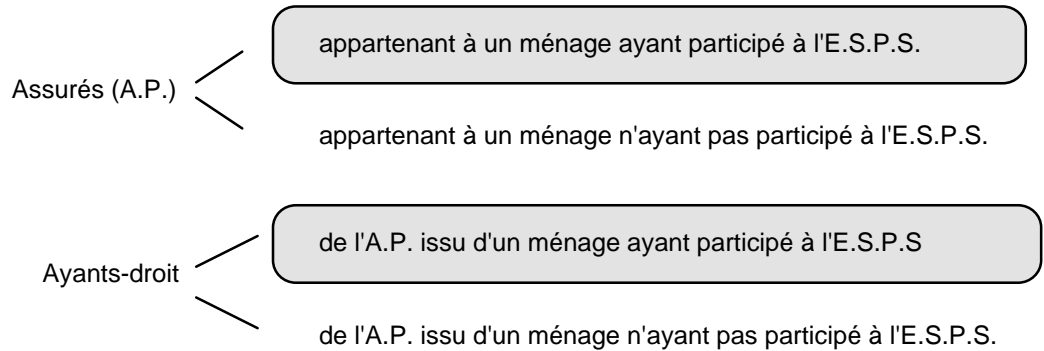 appartenant à un ménage ayant participé à l'E.S.P.S.
Assurés (A.P.)
appartenant à un ménage n'ayant pas participé à l'E.S.P.S.
de l'A.P. issu d'un ménage ayant participé à l'E.S.P.S
Ayants-droit
de l'A.P. issu d'un ménage n'ayant pas participé à l'E.S.P.S.